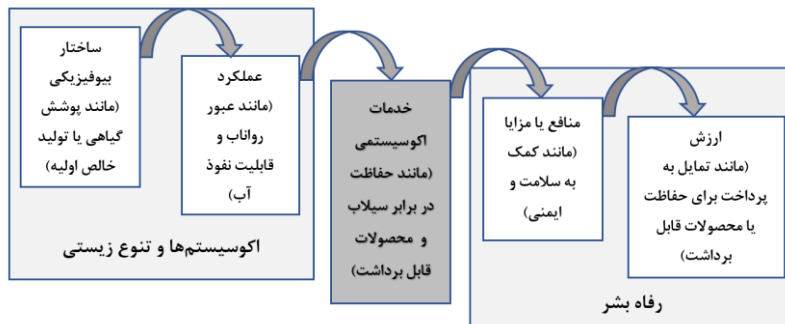 ساختار
بیوفیزیکی
(مانند پوشش
گیاهی یا تولید
خالص اولیه)
عملکرد
(مانند عبور
رواناب و
قابلیت نفوذ
آب)
اکوسیستم‌ها و تنوع زیستی
خدمات
اکوسیستمی
(مانند حفاظت
در برابر سیلاب
و محصولات
قابل برداشت)
منافع یا مزایا
(مانند کمک
به سلامت و
ایمنی)
ارزش
(مانند تمایل به
پرداخت برای حفاظت
یا محصولات قابل
برداشت)
رفاه بشر